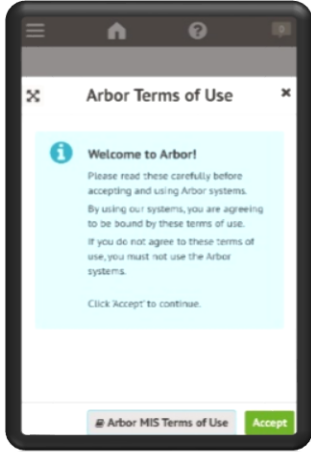 Arbor Terms of Use
Welcome to Arbor!
Please read these carefully before
accepting and using Arbor systems.
By using our systems, you are agreeing
to be bound by these terms of use.
If you do not agree to these terms of
use, you must not use the Arbor
systems.
Click 'Accept' to continue.
Arbor MIS Terms of Use
Accept